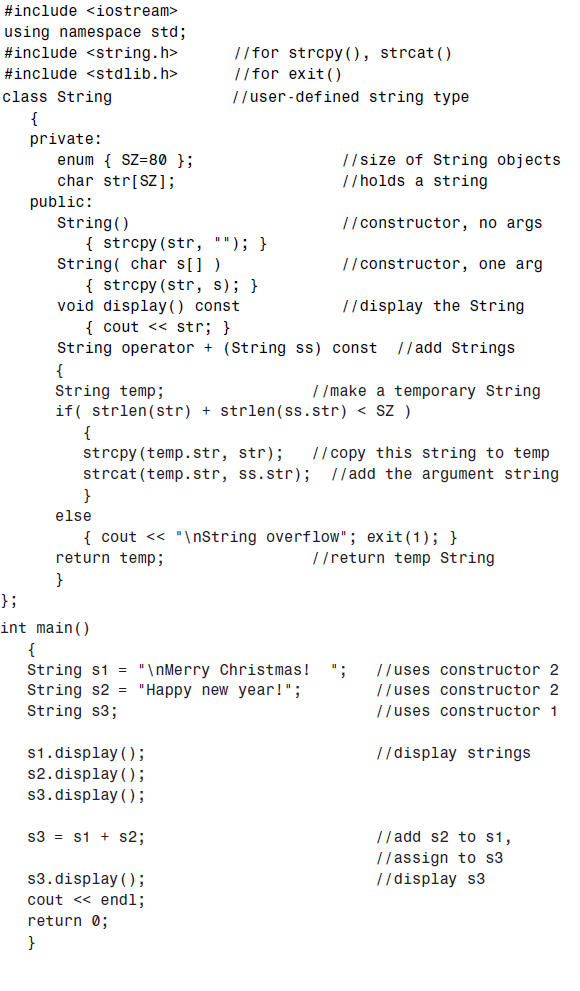 #include <iostream>
using namespace std;
#include <string.h>       //for strcpy(), strcat()
#include <stdlib.h>       //for exit()
class String              //user-defined string type
   {
   private:
      enum { SZ=80 };                 //size of String objects
      char str[SZ];                   //holds a string
   public:
      String()                        //constructor, no args
         { strcpy(str, ""); }
      String( char s[] )              //constructor, one arg
         { strcpy(str, s); }
      void display() const            //display the String
         { cout << str; }
      String operator + (String ss) const  //add Strings
      {
      String temp;                 //make a temporary String
      if( strlen(str) + strlen(ss.str) < SZ )
         {
         strcpy(temp.str, str);   //copy this string to temp
         strcat(temp.str, ss.str);  //add the argument string
         }
      else
         { cout << "\nString overflow"; exit(1); }
      return temp;                 //return temp String
      }
};
int main()
   {
   String s1 = "\nMerry Christmas!  ";   //uses constructor 2
   String s2 = "Happy new year!";        //uses constructor 2
   String s3;                            //uses constructor 1

   s1.display();                         //display strings
   s2.display();
   s3.display();

   s3 = s1 + s2;                         //add s2 to s1,
                                         //assign to s3
   s3.display();                         //display s3
   cout << endl;
   return 0;
   }